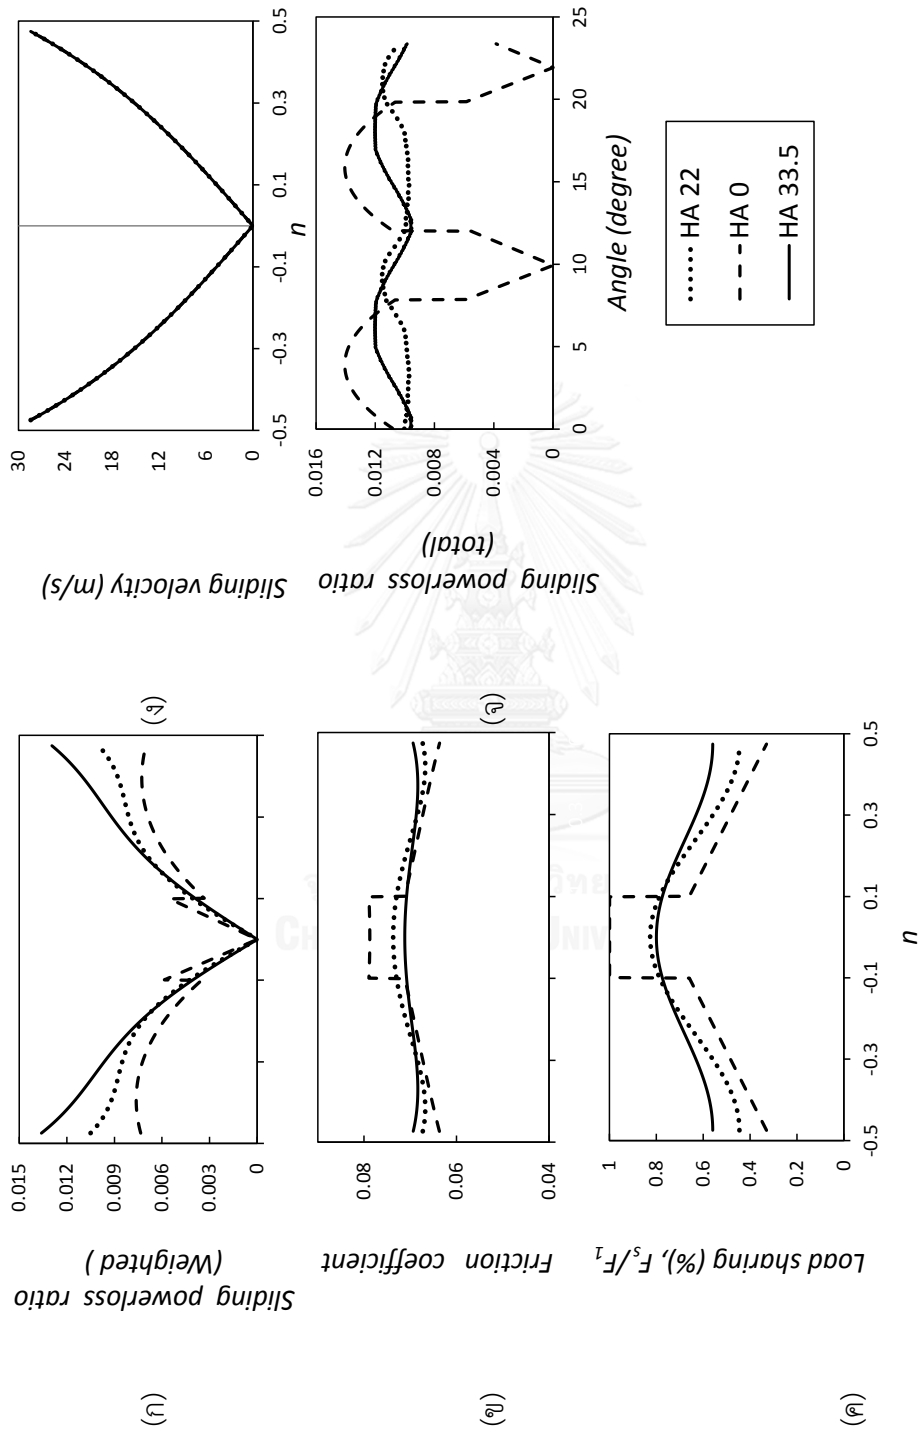 (ก)
Sliding powerloss ratio
(Weighted )
0.015
0.012
0.009
0.006
0.003
0
(ข)
Friction coefficient
0.08
0.06
0.04
(ค)
Load sharing (%), Fs/F1
1
0.8
0.6
0.4
0.2
0
-0.5 -0.3 -0.1 0.1 0.3 0.5
u
(ง)
Sliding velocity (m/s)
30
24
18
12
6
0
-0.5 -0.3 -0.1 0.1 0.3 0.5
u
(จ)
Sliding powerloss ratio
(total)
0.016
0.012
0.008
0.004
0
0 5 10 15 20 25
Angle (degree)
HA 22
HA 0
HA 33.5